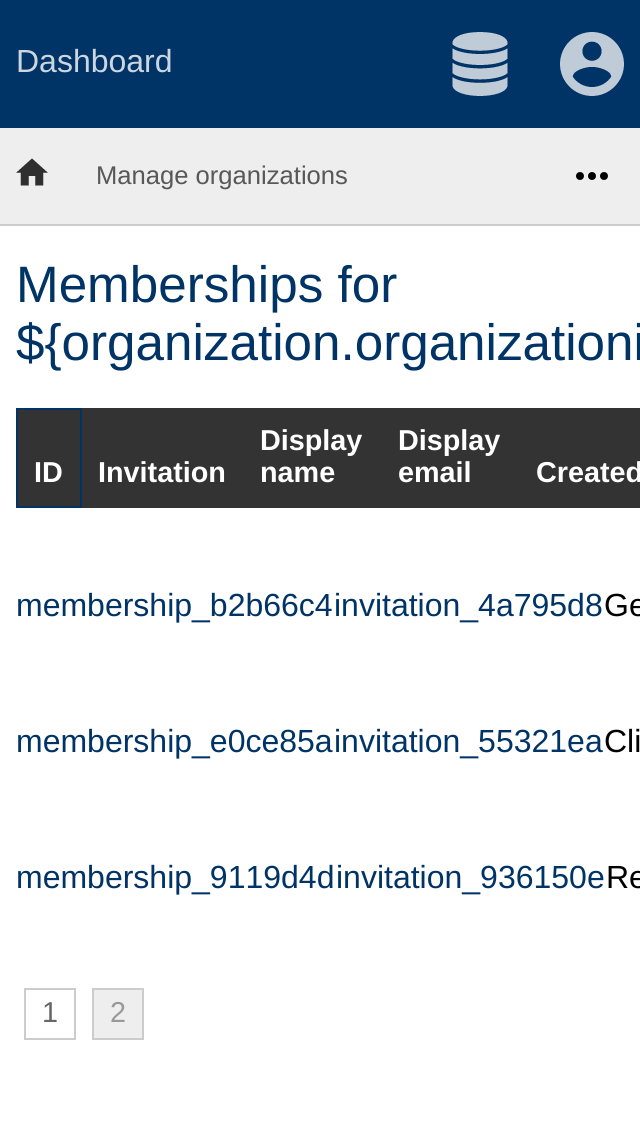 Dashboard
Manage organizations
Memberships for
${organization.organizationi
ID Invitation Display name Display email Created
membership_b2b66c4 invitation_4a795d8 Ge
membership_e0ce85a invitation_55321ea Cli
membership_9119d4d invitation_936150e Re
1 2